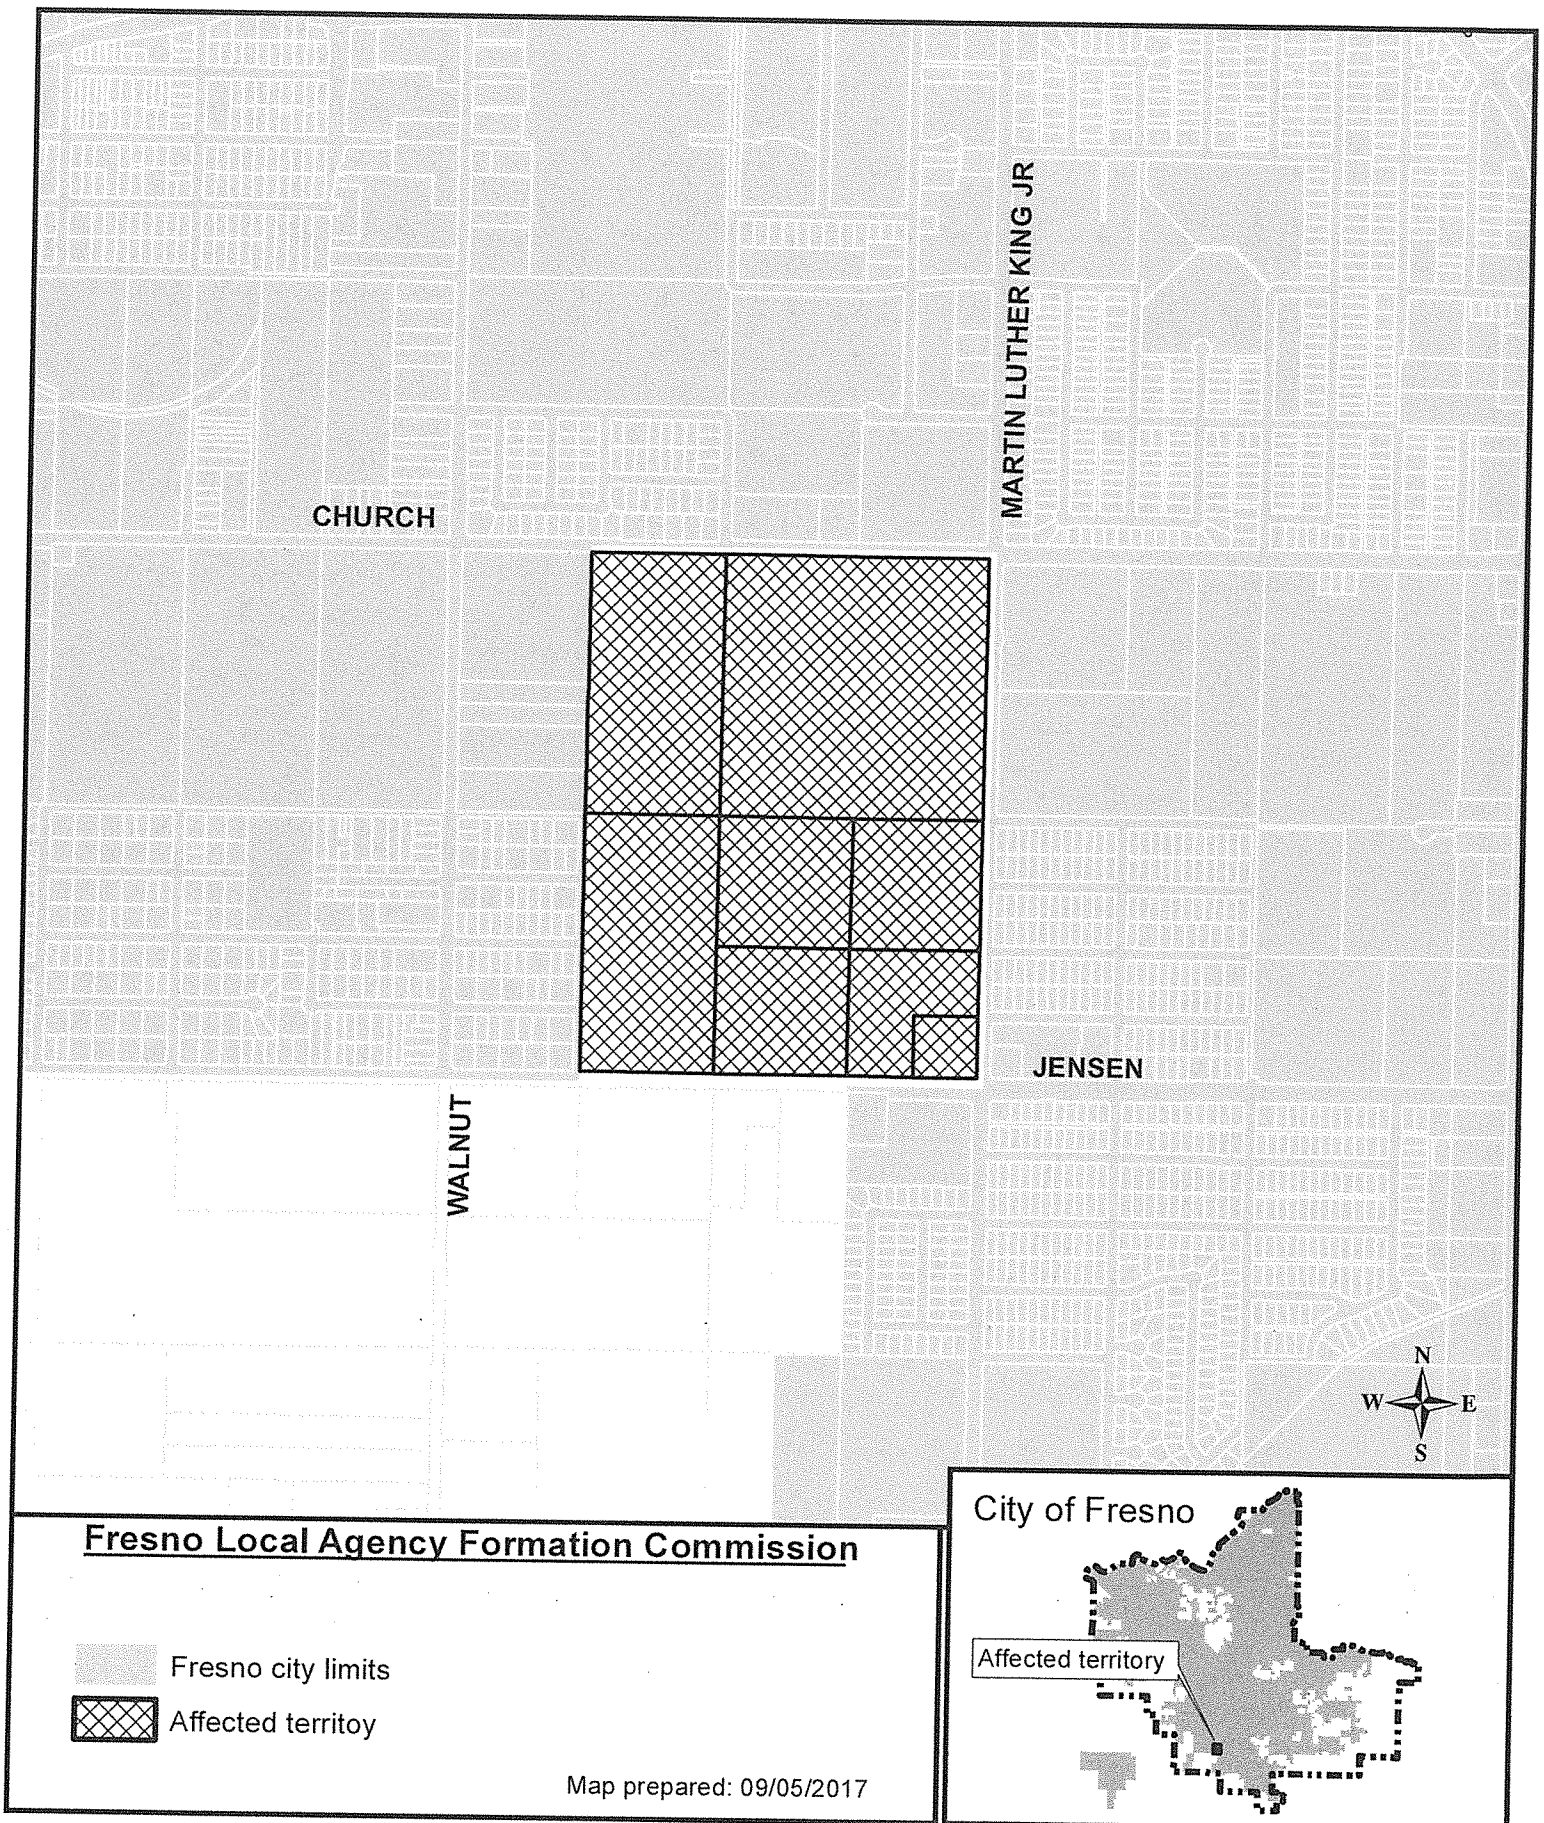 MARTIN LUTHER KING JR
CHURCH
JENSEN
WALNUT
N
W E
S
Fresno Local Agency Formation Commission
Fresno city limits
Affected territoy
Map prepared: 09/05/2017
City of Fresno
Affected territory